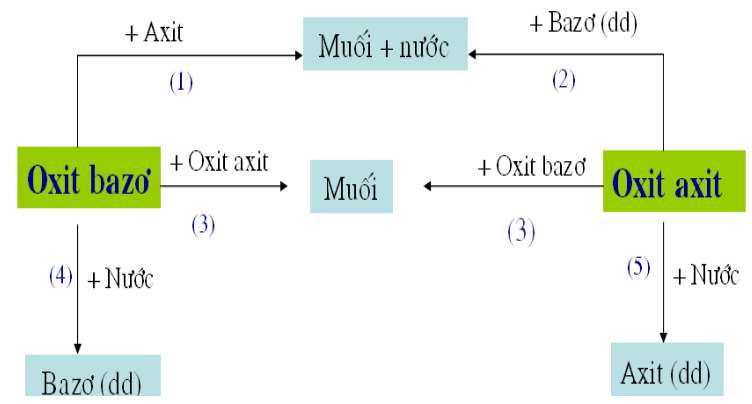 + Axit
Muối + nước
+ Bazơ (dd)
(1)
(2)
Oxit bazơ
+ Oxit axit
Muối
+ Oxit bazơ
Oxit axit
(3)
(3)
(4)
+ Nước
(5)
+ Nước
Bazơ (dd)
Axit (dd)